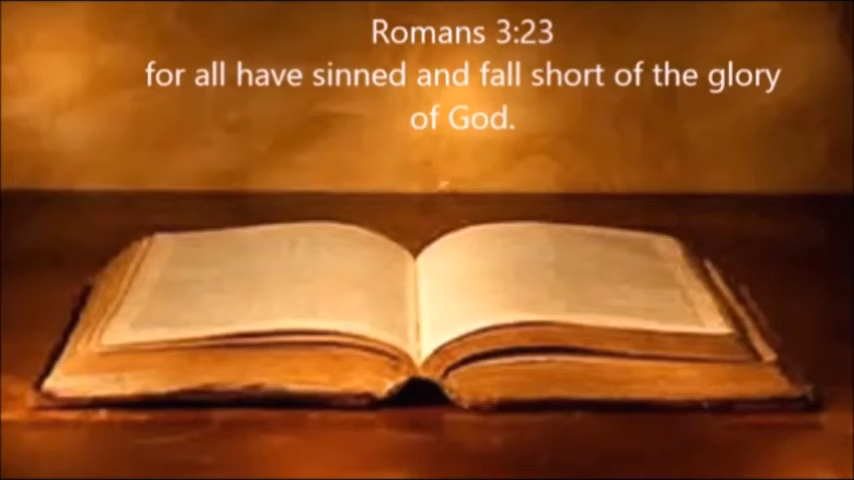 Romans 3:23
for all have sinned and fall short of the glory
of God.